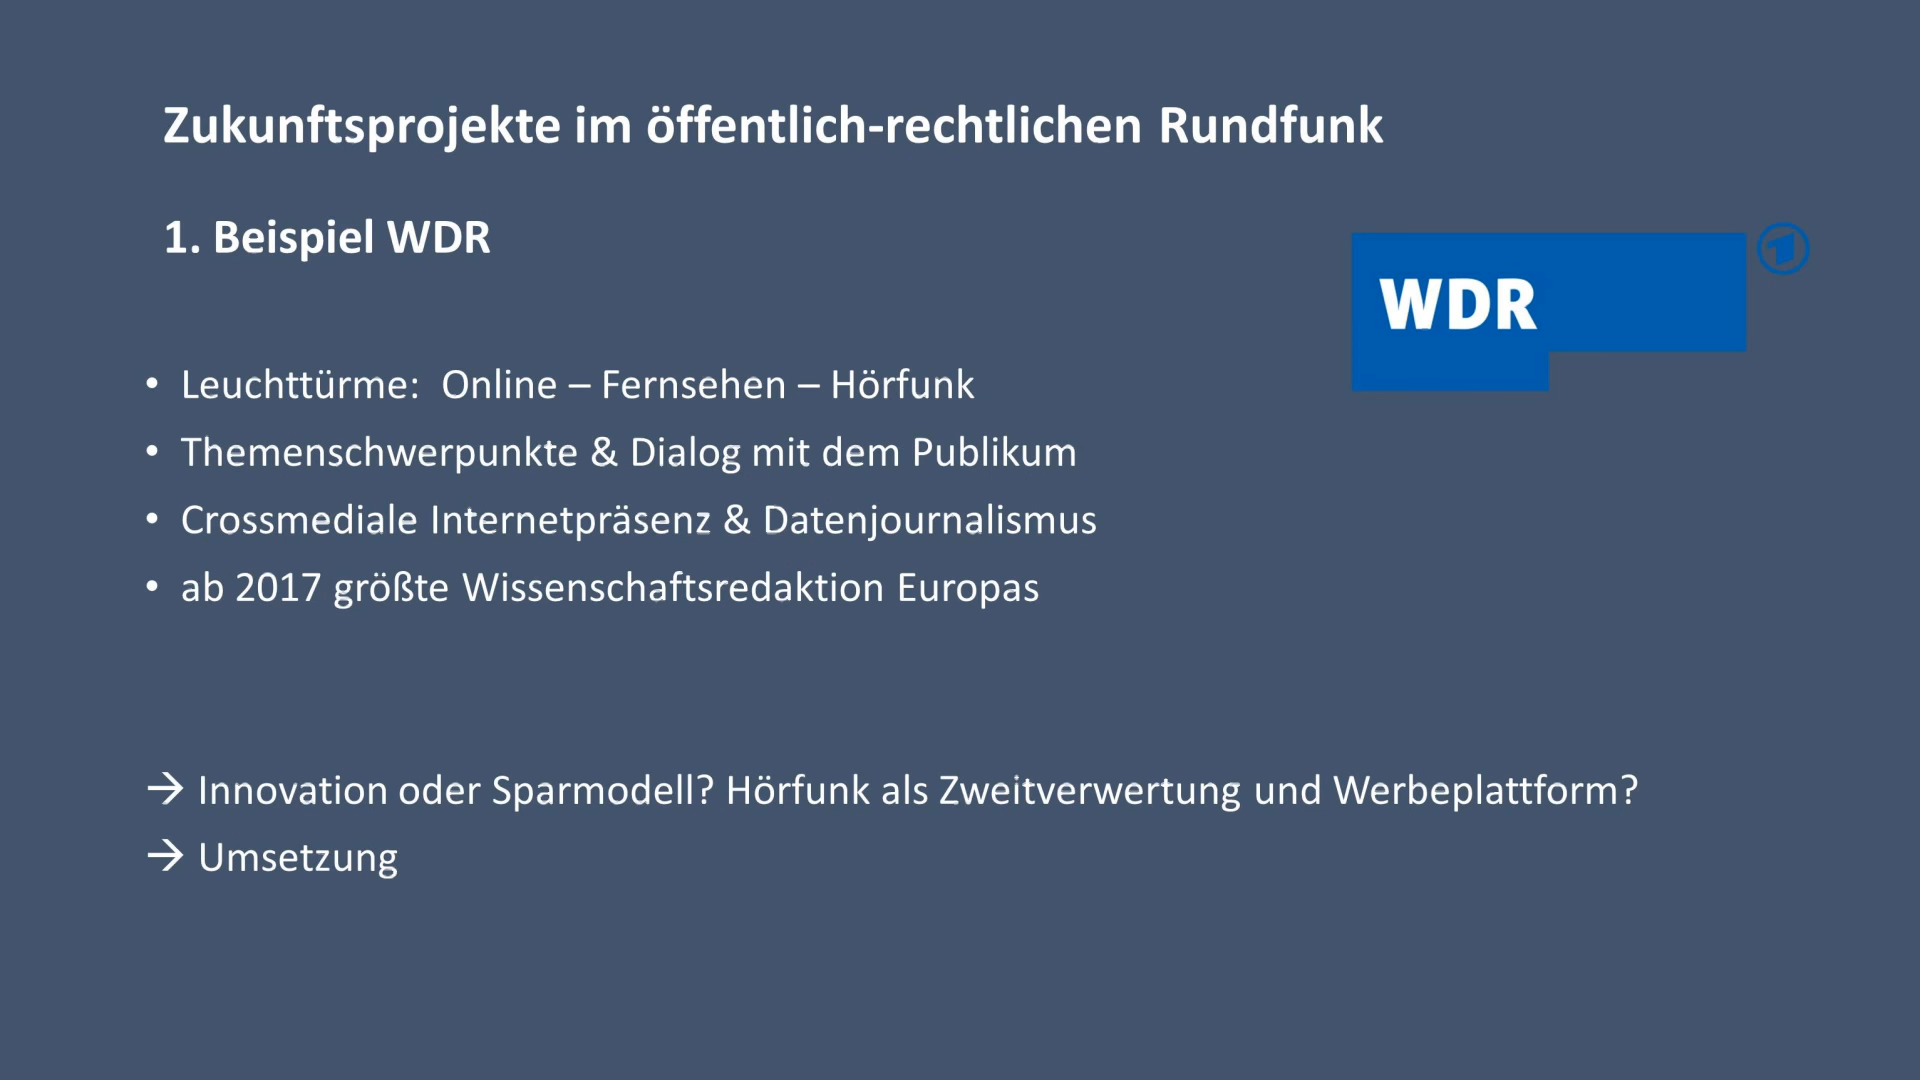 Zukunftsprojekte im öffentlich-rechtlichen Rundfunk
1. Beispiel WDR
WDR
• Leuchttürme: Online – Fernsehen – Hörfunk
• Themenschwerpunkte & Dialog mit dem Publikum
• Crossmediale Internetpräsenz & Datenjournalismus
• ab 2017 größte Wissenschaftsredaktion Europas
→ Innovation oder Sparmodell? Hörfunk als Zweitverwertung und Werbeplattform?
→ Umsetzung